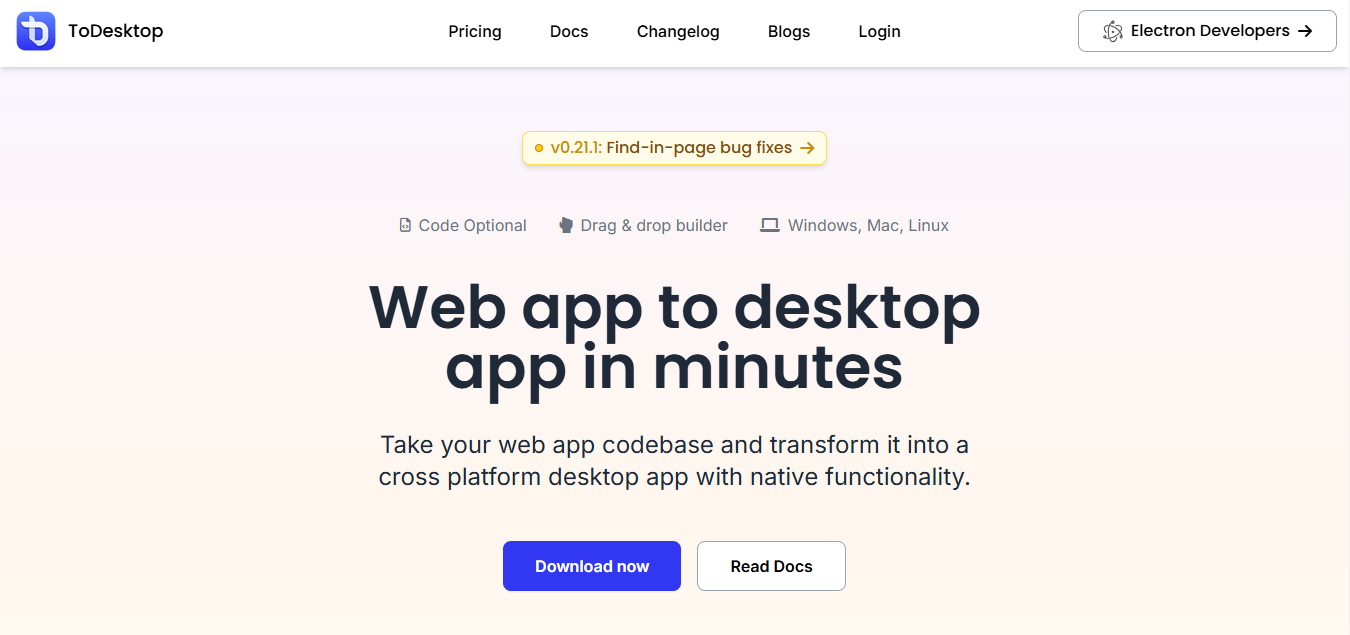 ToDesktop
Pricing
Docs
Changelog
Blogs
Login
Electron Developers →
v0.21.1: Find-in-page bug fixes →
Code Optional
Drag & drop builder
Windows, Mac, Linux
Web app to desktop
app in minutes
Take your web app codebase and transform it into a
cross platform desktop app with native functionality.
Download now
Read Docs